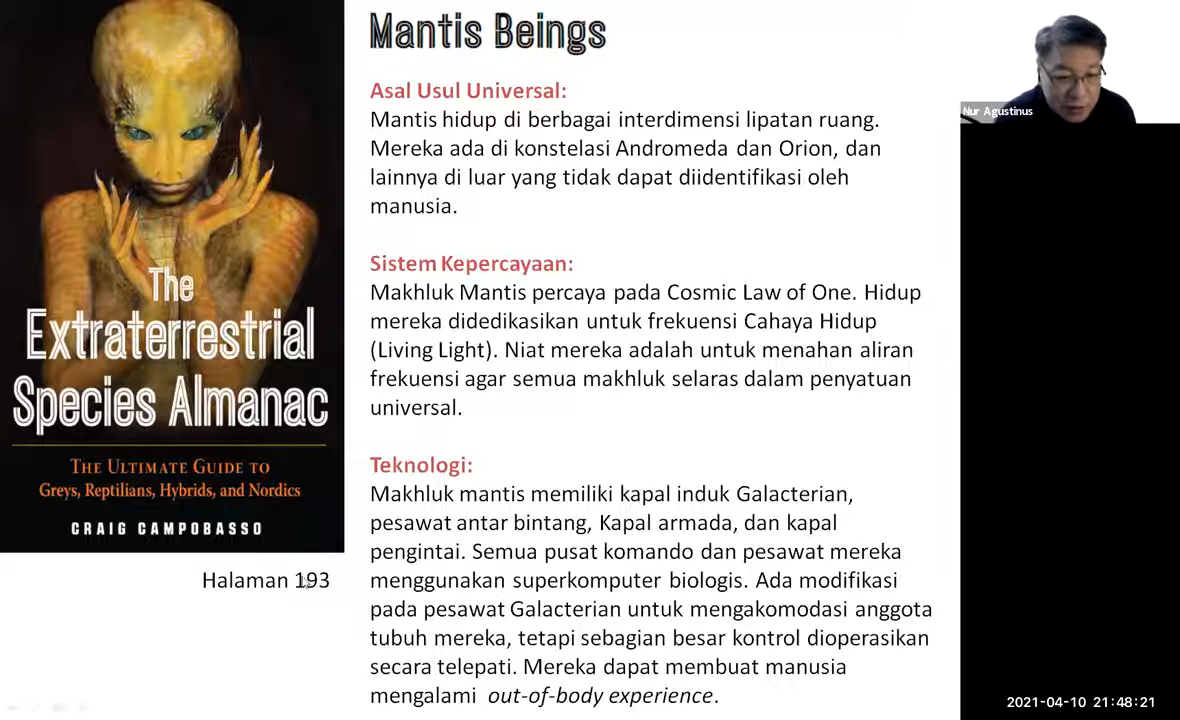 Mantis Beings
Asal Usul Universal:
Mantis hidup di berbagai interdimensi lipatan ruang.
Mereka ada di konstelasi Andromeda dan Orion, dan
lainnya di luar yang tidak dapat diidentifikasi oleh
manusia.
Sistem Kepercayaan:
Makhluk Mantis percaya pada Cosmic Law of One. Hidup
mereka didedikasikan untuk frekuensi Cahaya Hidup
(Living Light). Niat mereka adalah untuk menahan aliran
frekuensi agar semua makhluk selaras dalam penyatuan
universal.
Teknologi:
Makhluk mantis memiliki kapal induk Galacterian,
pesawat antar bintang, Kapal armada, dan kapal
pengintai. Semua pusat komando dan pesawat mereka
menggunakan superkomputer biologis. Ada modifikasi
pada pesawat Galacterian untuk mengakomodasi anggota
tubuh mereka, tetapi sebagian besar kontrol dioperasikan
secara telepati. Mereka dapat membuat manusia
mengalami out-of-body experience.
The
Extraterrestrial
Species Almanac
The Ultimate Guide to
Greys, Reptilians, Hybrids, and Nordics
CRAIG CAMPOBASSO
Halaman 193
Nur Agustinus
2021-04-10 21:48:21